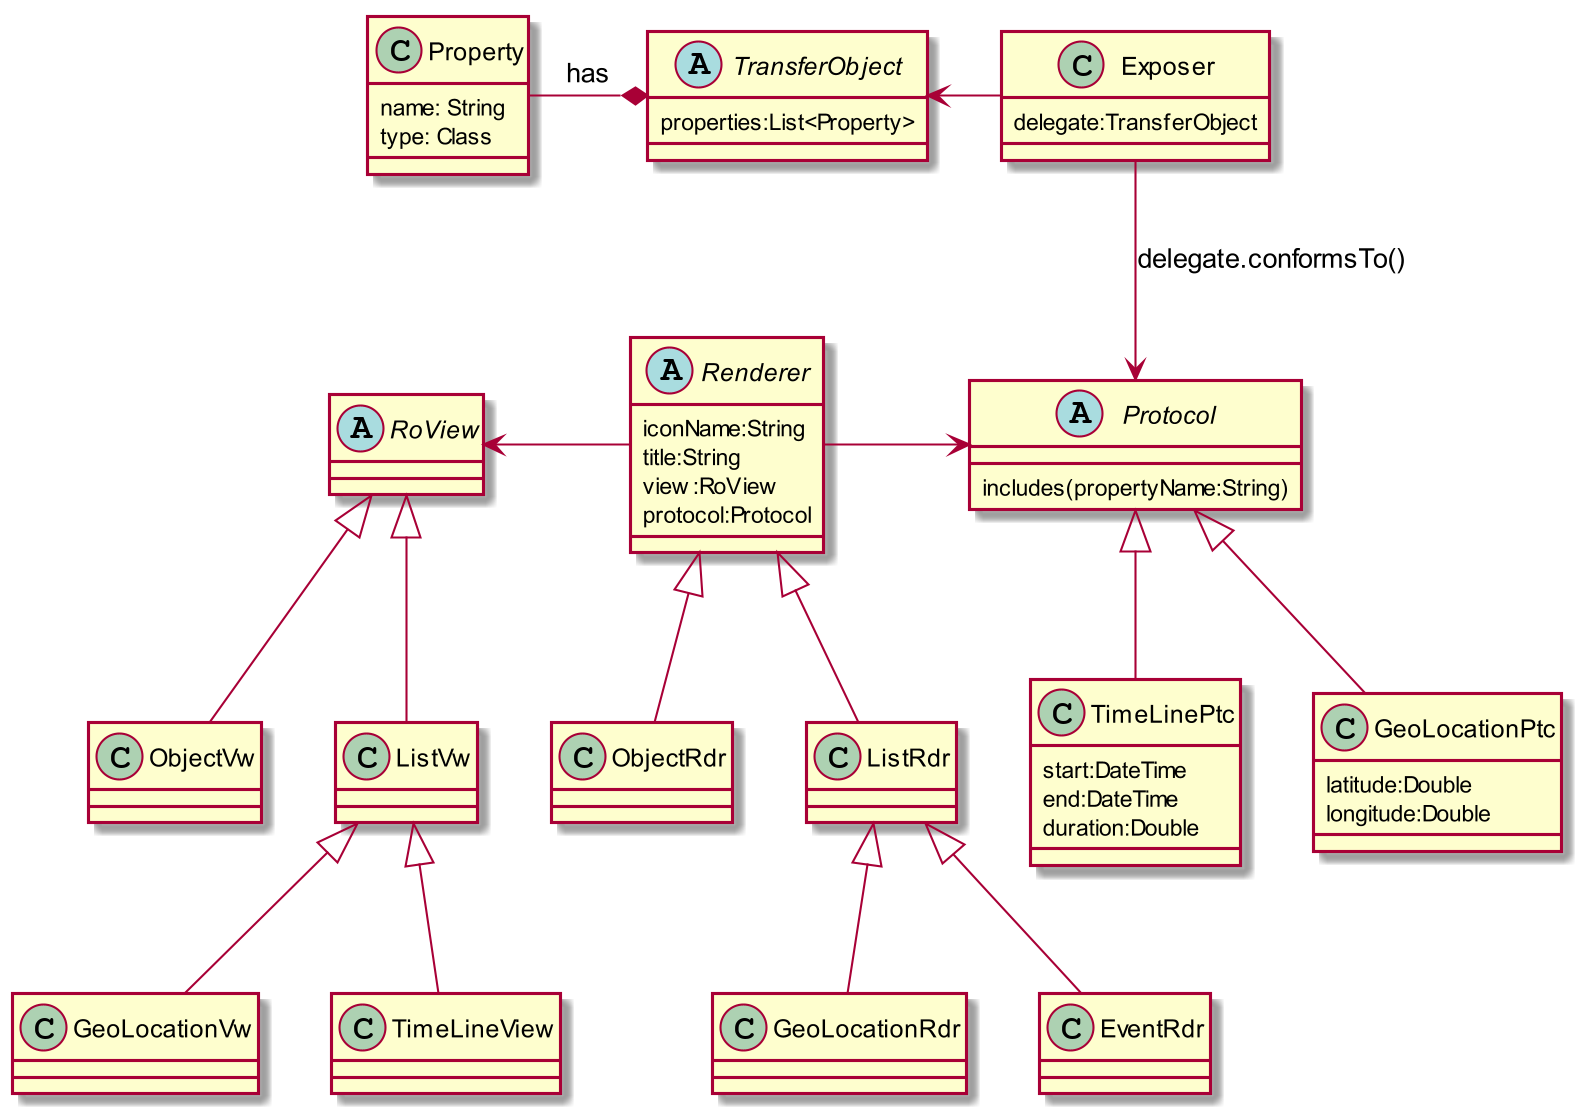 C Property
name: String
type: Class
has
A TransferObject
properties:List<Property>
C Exposer
delegate:TransferObject
delegate.conformsTo()
A RoView
A Renderer
iconName:String
title:String
view :RoView
protocol:Protocol
A Protocol
includes(propertyName:String)
C ObjectVw
C ListVw
C ObjectRdr
C ListRdr
C TimeLinePtc
start:DateTime
end:DateTime
duration:Double
C GeoLocationPtc
latitude:Double
longitude:Double
C GeoLocationVw
C TimeLineView
C GeoLocationRdr
C EventRdr